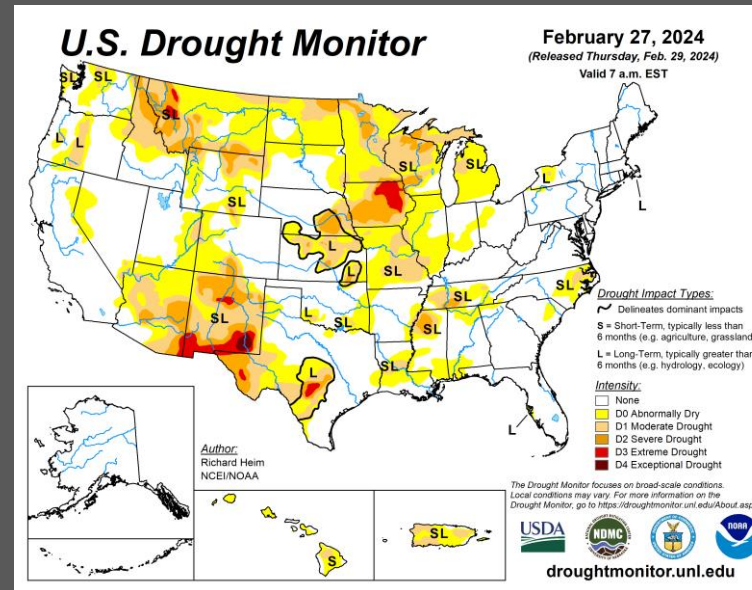 U.S. Drought Monitor
February 27, 2024
(Released Thursday, Feb. 29, 2024)
Valid 7 a.m. EST
SL
SL
SL
L
L
SL
SL
SL
SL
L
L
L
SL
SL
L
SL
SL
SL
SL
L
SL
L
L
Drought Impact Types:
Delineates dominant impacts
S = Short-Term, typically less than
6 months (e.g. agriculture, grassland
L = Long-Term, typically greater than
6 months (e.g. hydrology, ecology)
Intensity:
None
D0 Abnormally Dry
D1 Moderate Drought
D2 Severe Drought
D3 Extreme Drought
D4 Exceptional Drought
Author:
Richard Heim
NCEI/NOAA
S
SL
The Drought Monitor focuses on broad-scale conditions.
Local conditions may vary. For more information on the
Drought Monitor, go to https://droughtmonitor.unl.edu/About.asp
USDA
NDMC
NOAA
droughtmonitor.unl.edu